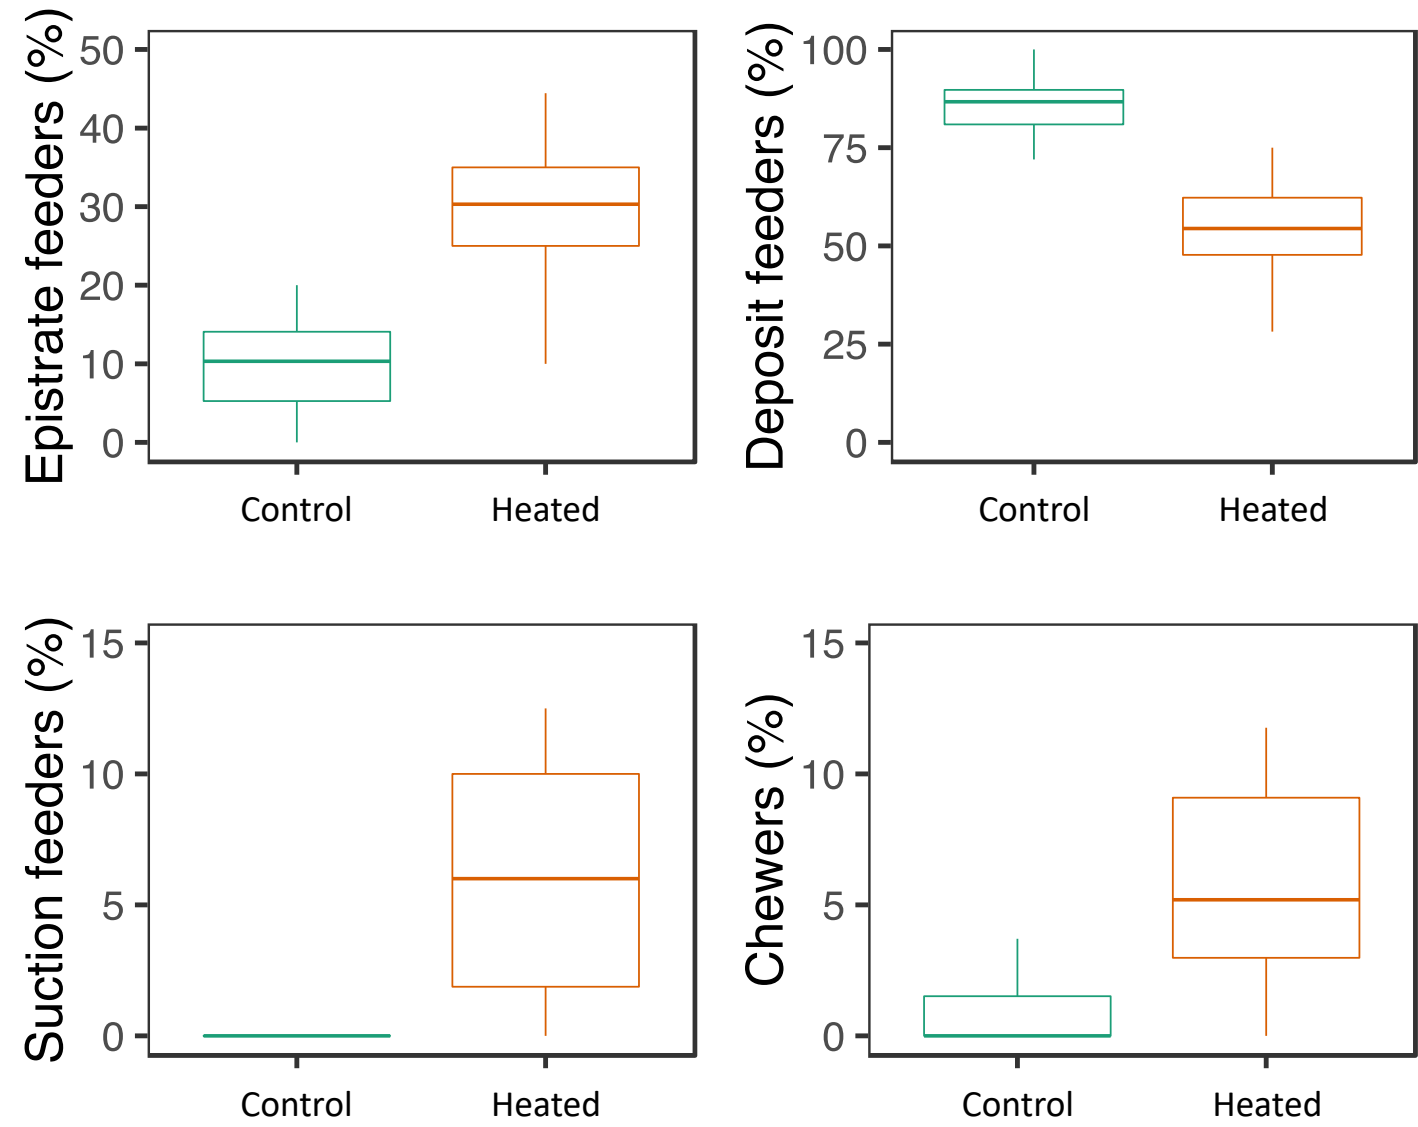 Epistrate feeders (%)
50
40
30
20
10
0
Control Heated
Deposit feeders (%)
100
75
50
25
0
Control Heated
Suction feeders (%)
15
10
5
0
Control Heated
Chewers (%)
15
10
5
0
Control Heated